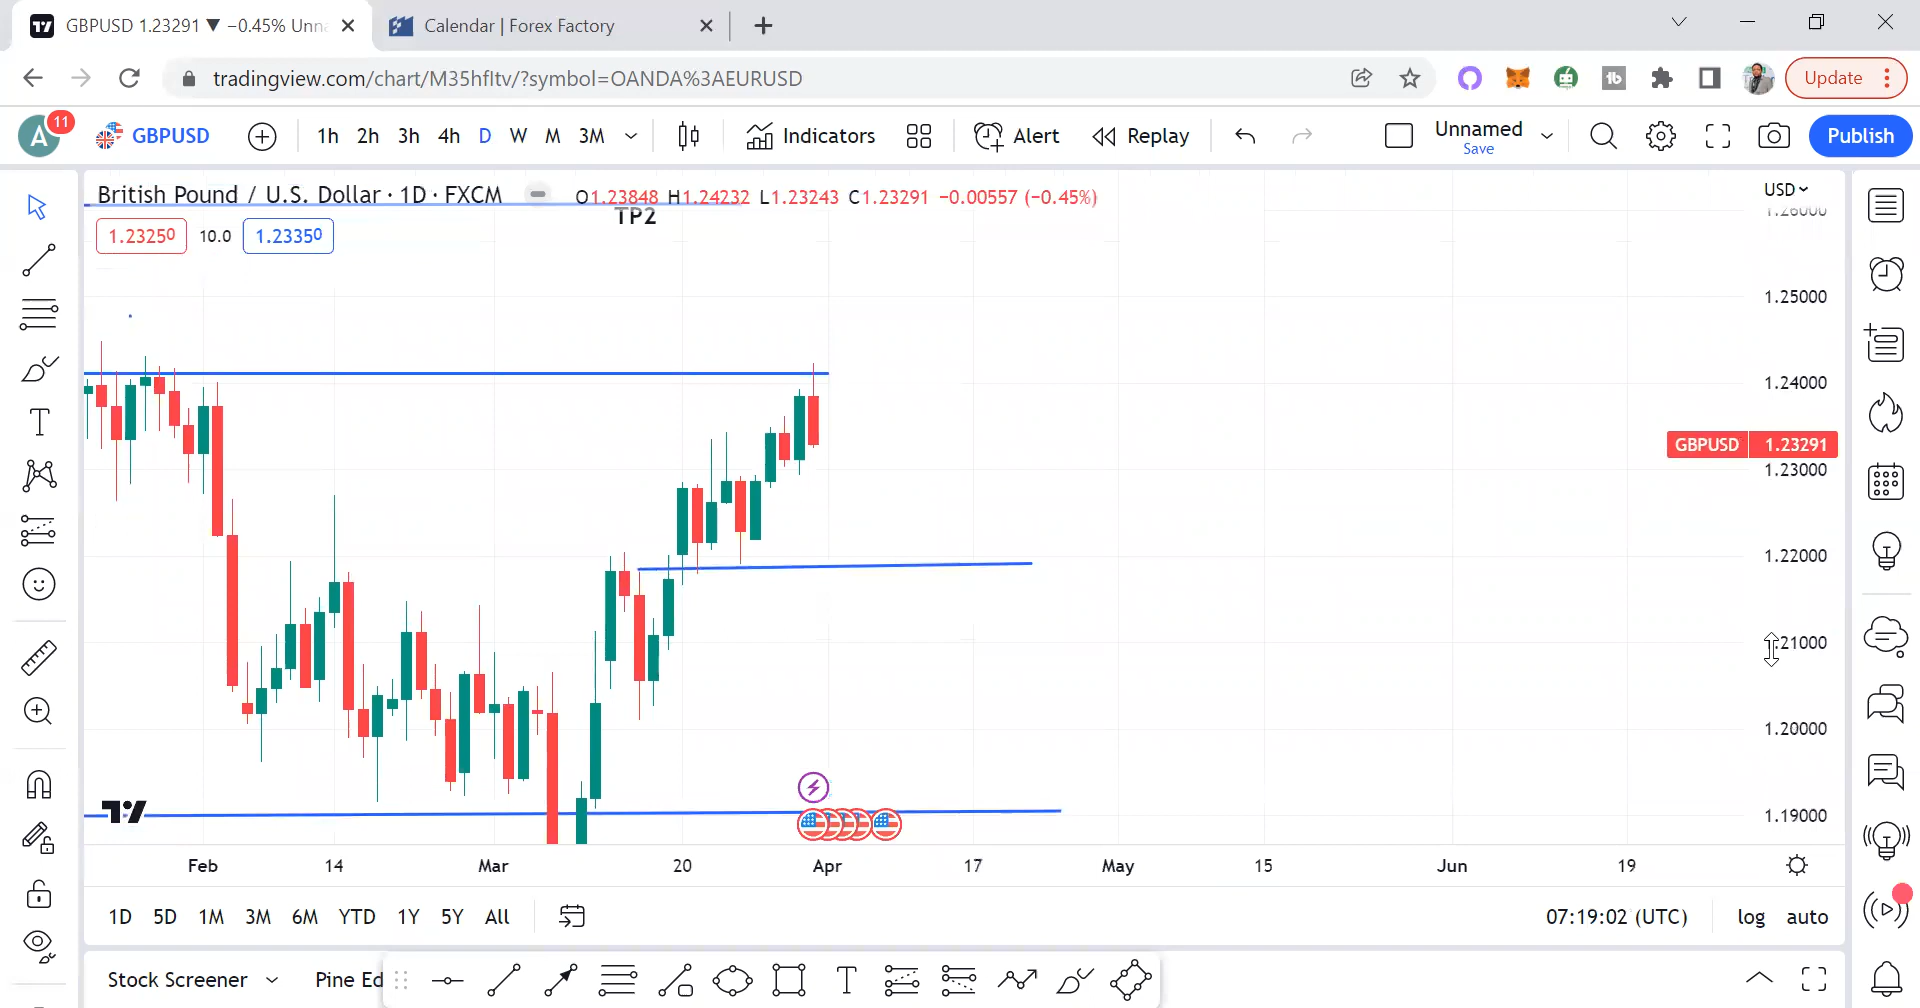 GBPUSD 1.23291 ▼ −0.45% Unna
Calendar | Forex Factory
tradingview.com/chart/M35hfItv/?symbol=OANDA%3AEURUSD
Update
A
11
GBPUSD
1h 2h 3h 4h D W M 3M
Indicators
Alert
Replay
Unnamed
Save
Publish
British Pound / U.S. Dollar · 1D · FXCM
O1.23848 H1.24232 L1.23243 C1.23291 −0.00557 (−0.45%)
USD
1.26000
TP2
1.23250 10.0 1.23350
1.25000
1.24000
GBPUSD 1.23291
1.23000
1.22000
1.21000
1.20000
1.19000
Feb 14 Mar 20 Apr 17 May 15 Jun 19
1D 5D 1M 3M 6M YTD 1Y 5Y All
07:19:02 (UTC)
log auto
Stock Screener
Pine Ed